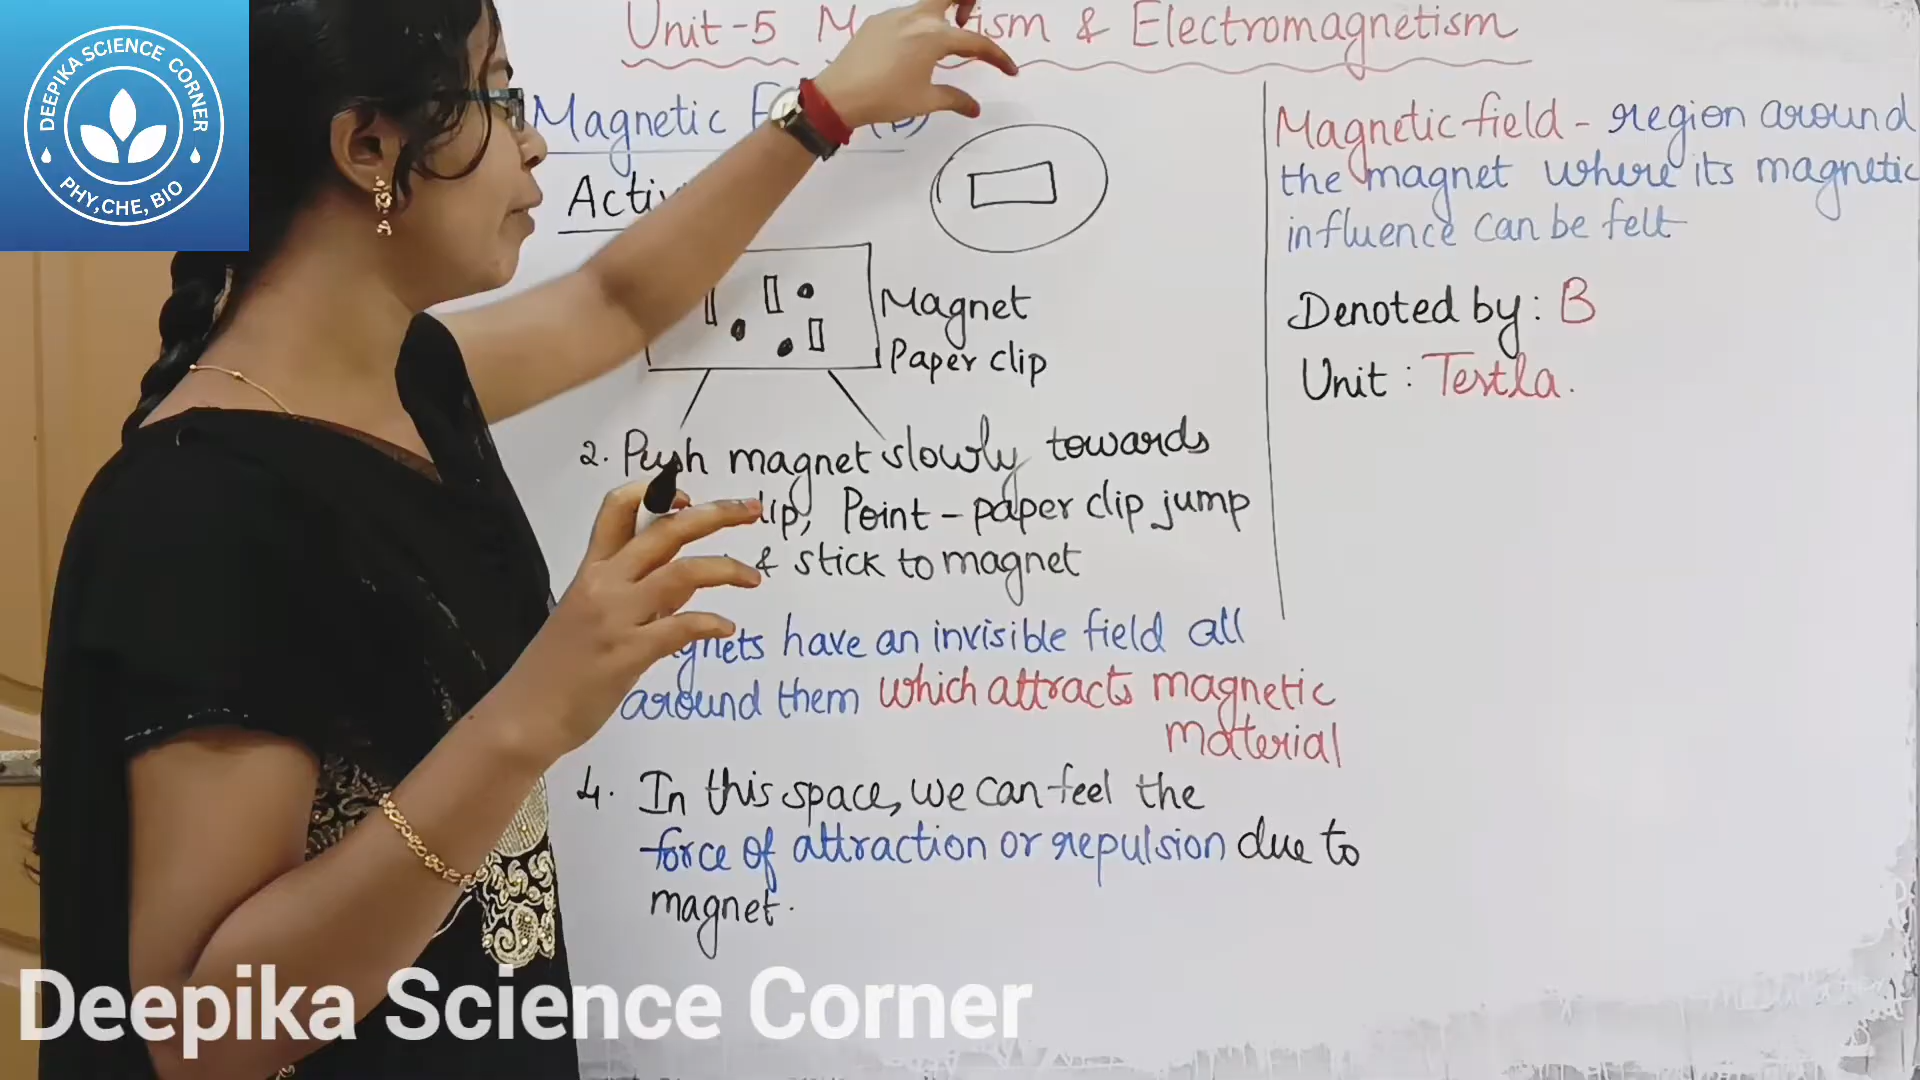 DEEPIKA SCIENCE CORNER
PHY,CHE, BIO
Unit-5 M ism & Electromagnetism
Magnetic F (B)
Acti
Magnet
Paper clip
2. Push magnet slowly towards
lip, Point - paper clip jump
& stick to magnet
gnets have an invisible field all
around them which attracts magnetic
material
4. In this space, we can feel the
force of attraction or repulsion due to
magnet.
Magnetic field - region around
the magnet where its magnetic
influence can be felt
Denoted by : B
Unit : Testla.
Deepika Science Corner